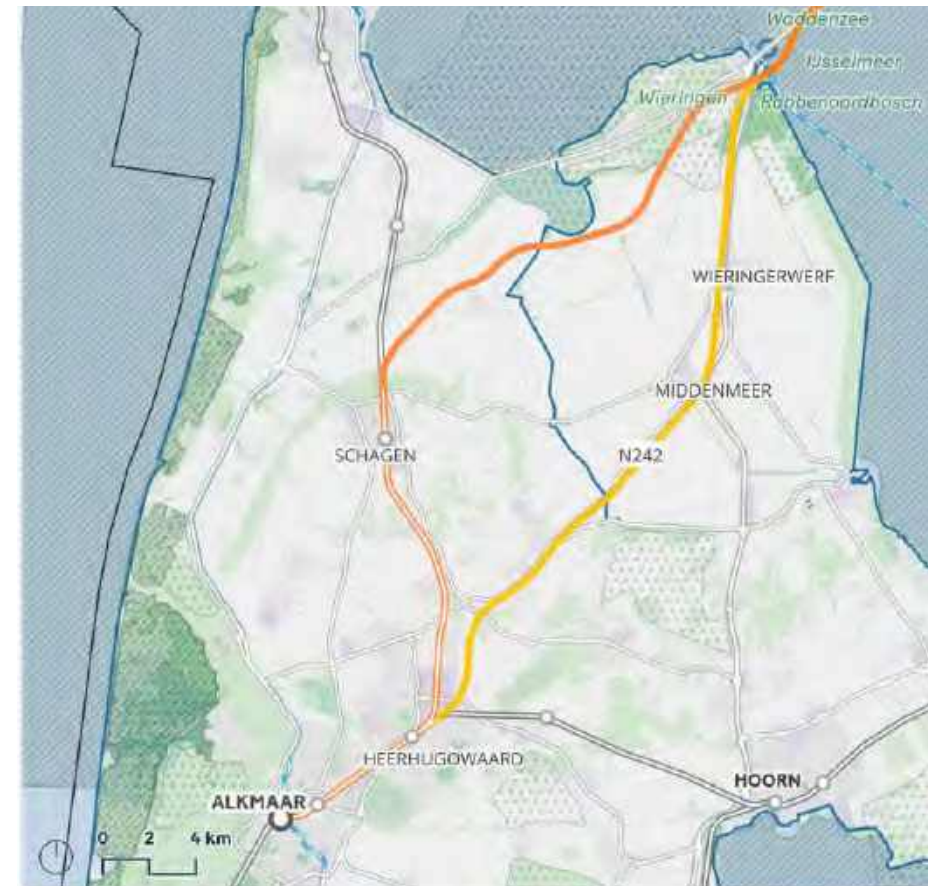 Waddenzee
IJsselmeer
Wieringen
Robbenoordbosch
WIERINGERWERF
MIDDENMEER
SCHAGEN
N242
HEERHUGOWAARD
HOORN
ALKMAAR
0 2 4 km